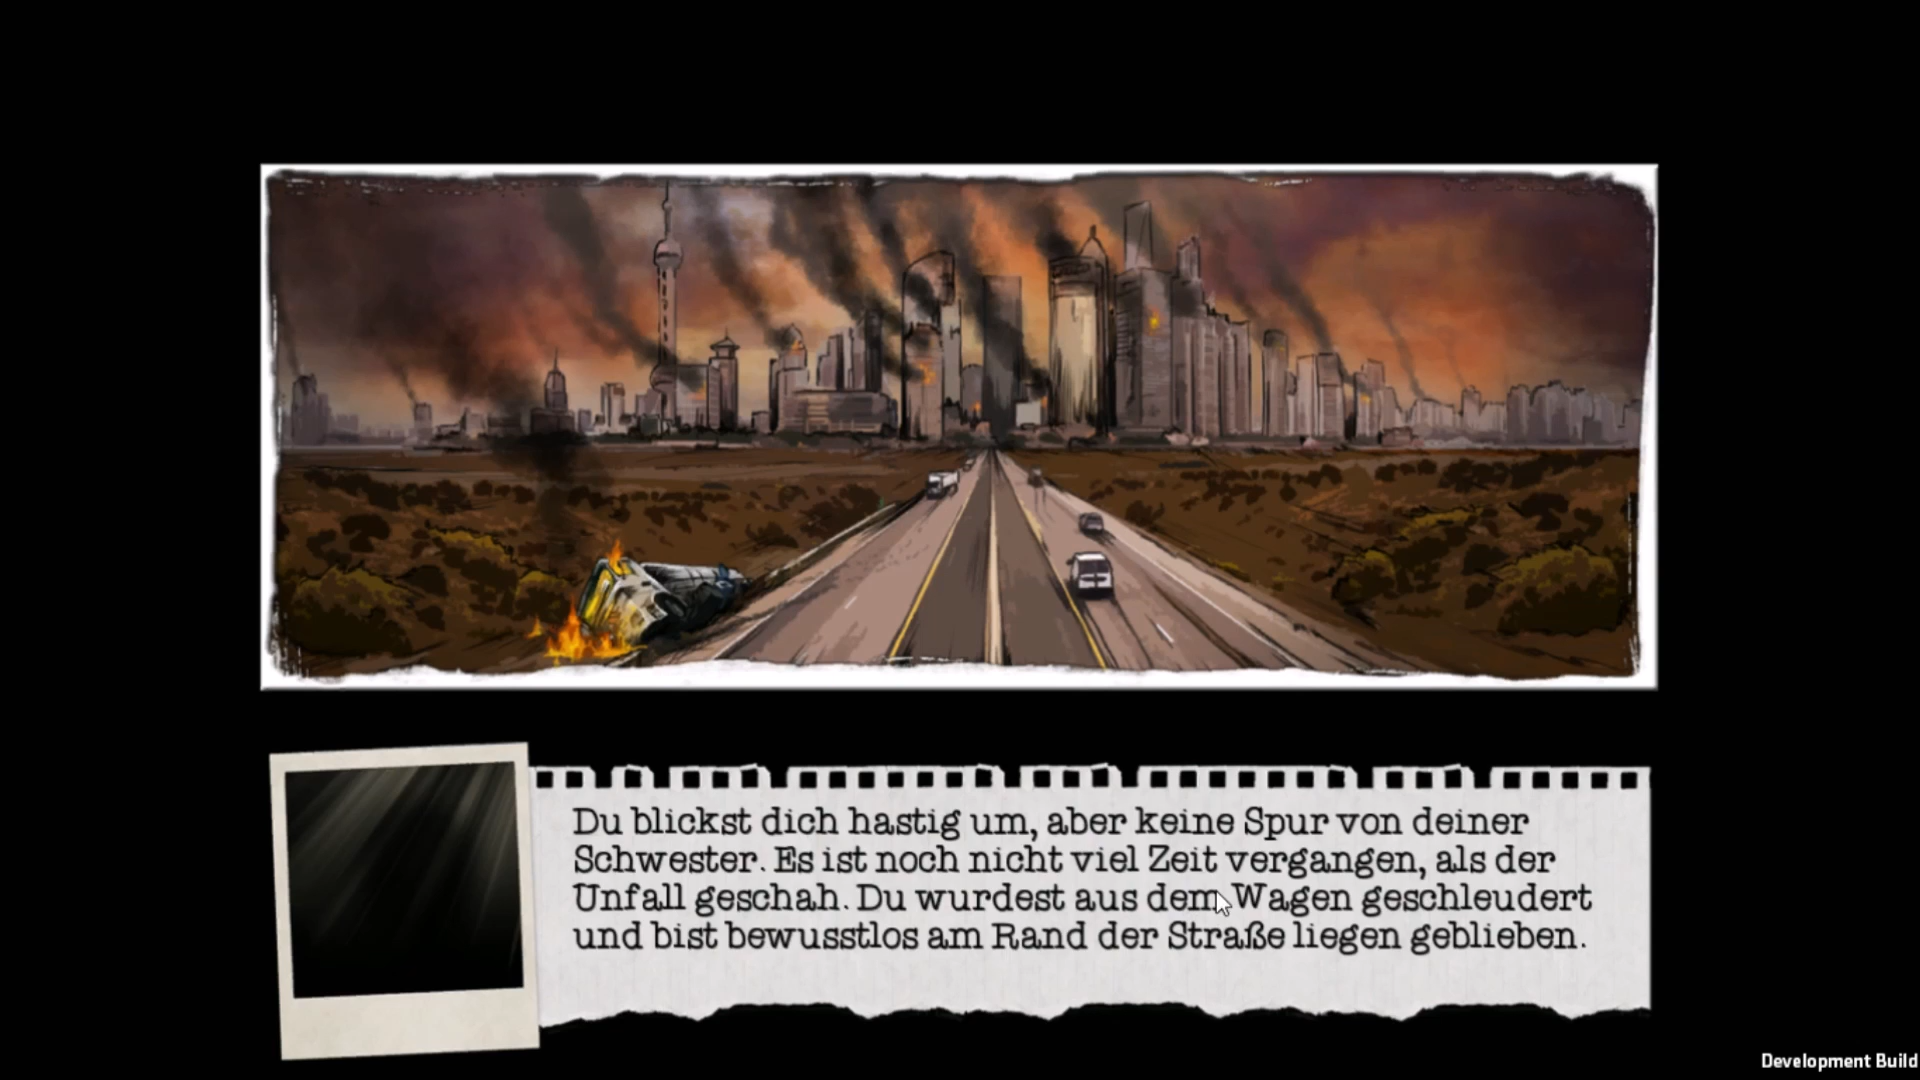 Du blickst dich hastig um, aber keine Spur von deiner
Schwester. Es ist noch nicht viel Zeit vergangen, als der
Unfall geschah. Du wurdest aus dem Wagen geschleudert
und bist bewusstlos am Rand der Straße liegen geblieben.
Development Build